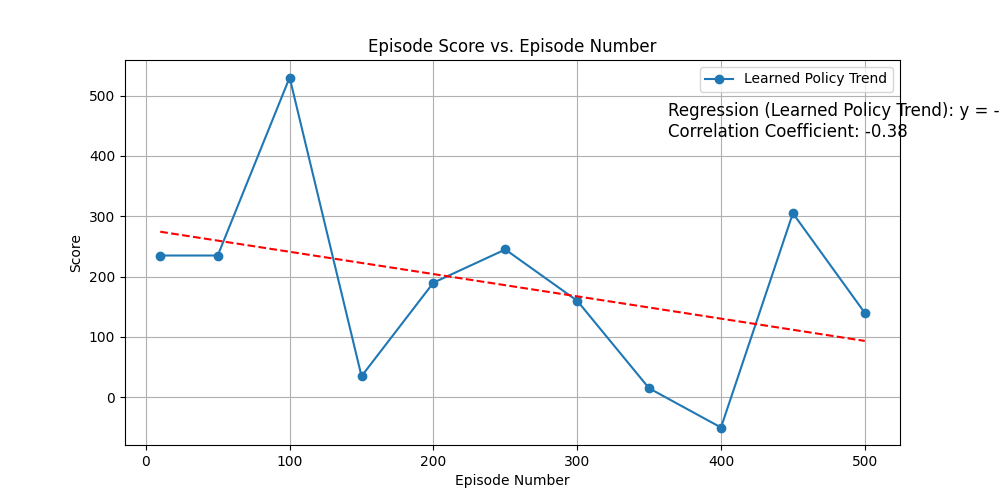 Episode Score vs. Episode Number
Learned Policy Trend
Regression (Learned Policy Trend): y = -
Correlation Coefficient: -0.38
Score
500
400
300
200
100
0
0 100 200 300 400 500
Episode Number